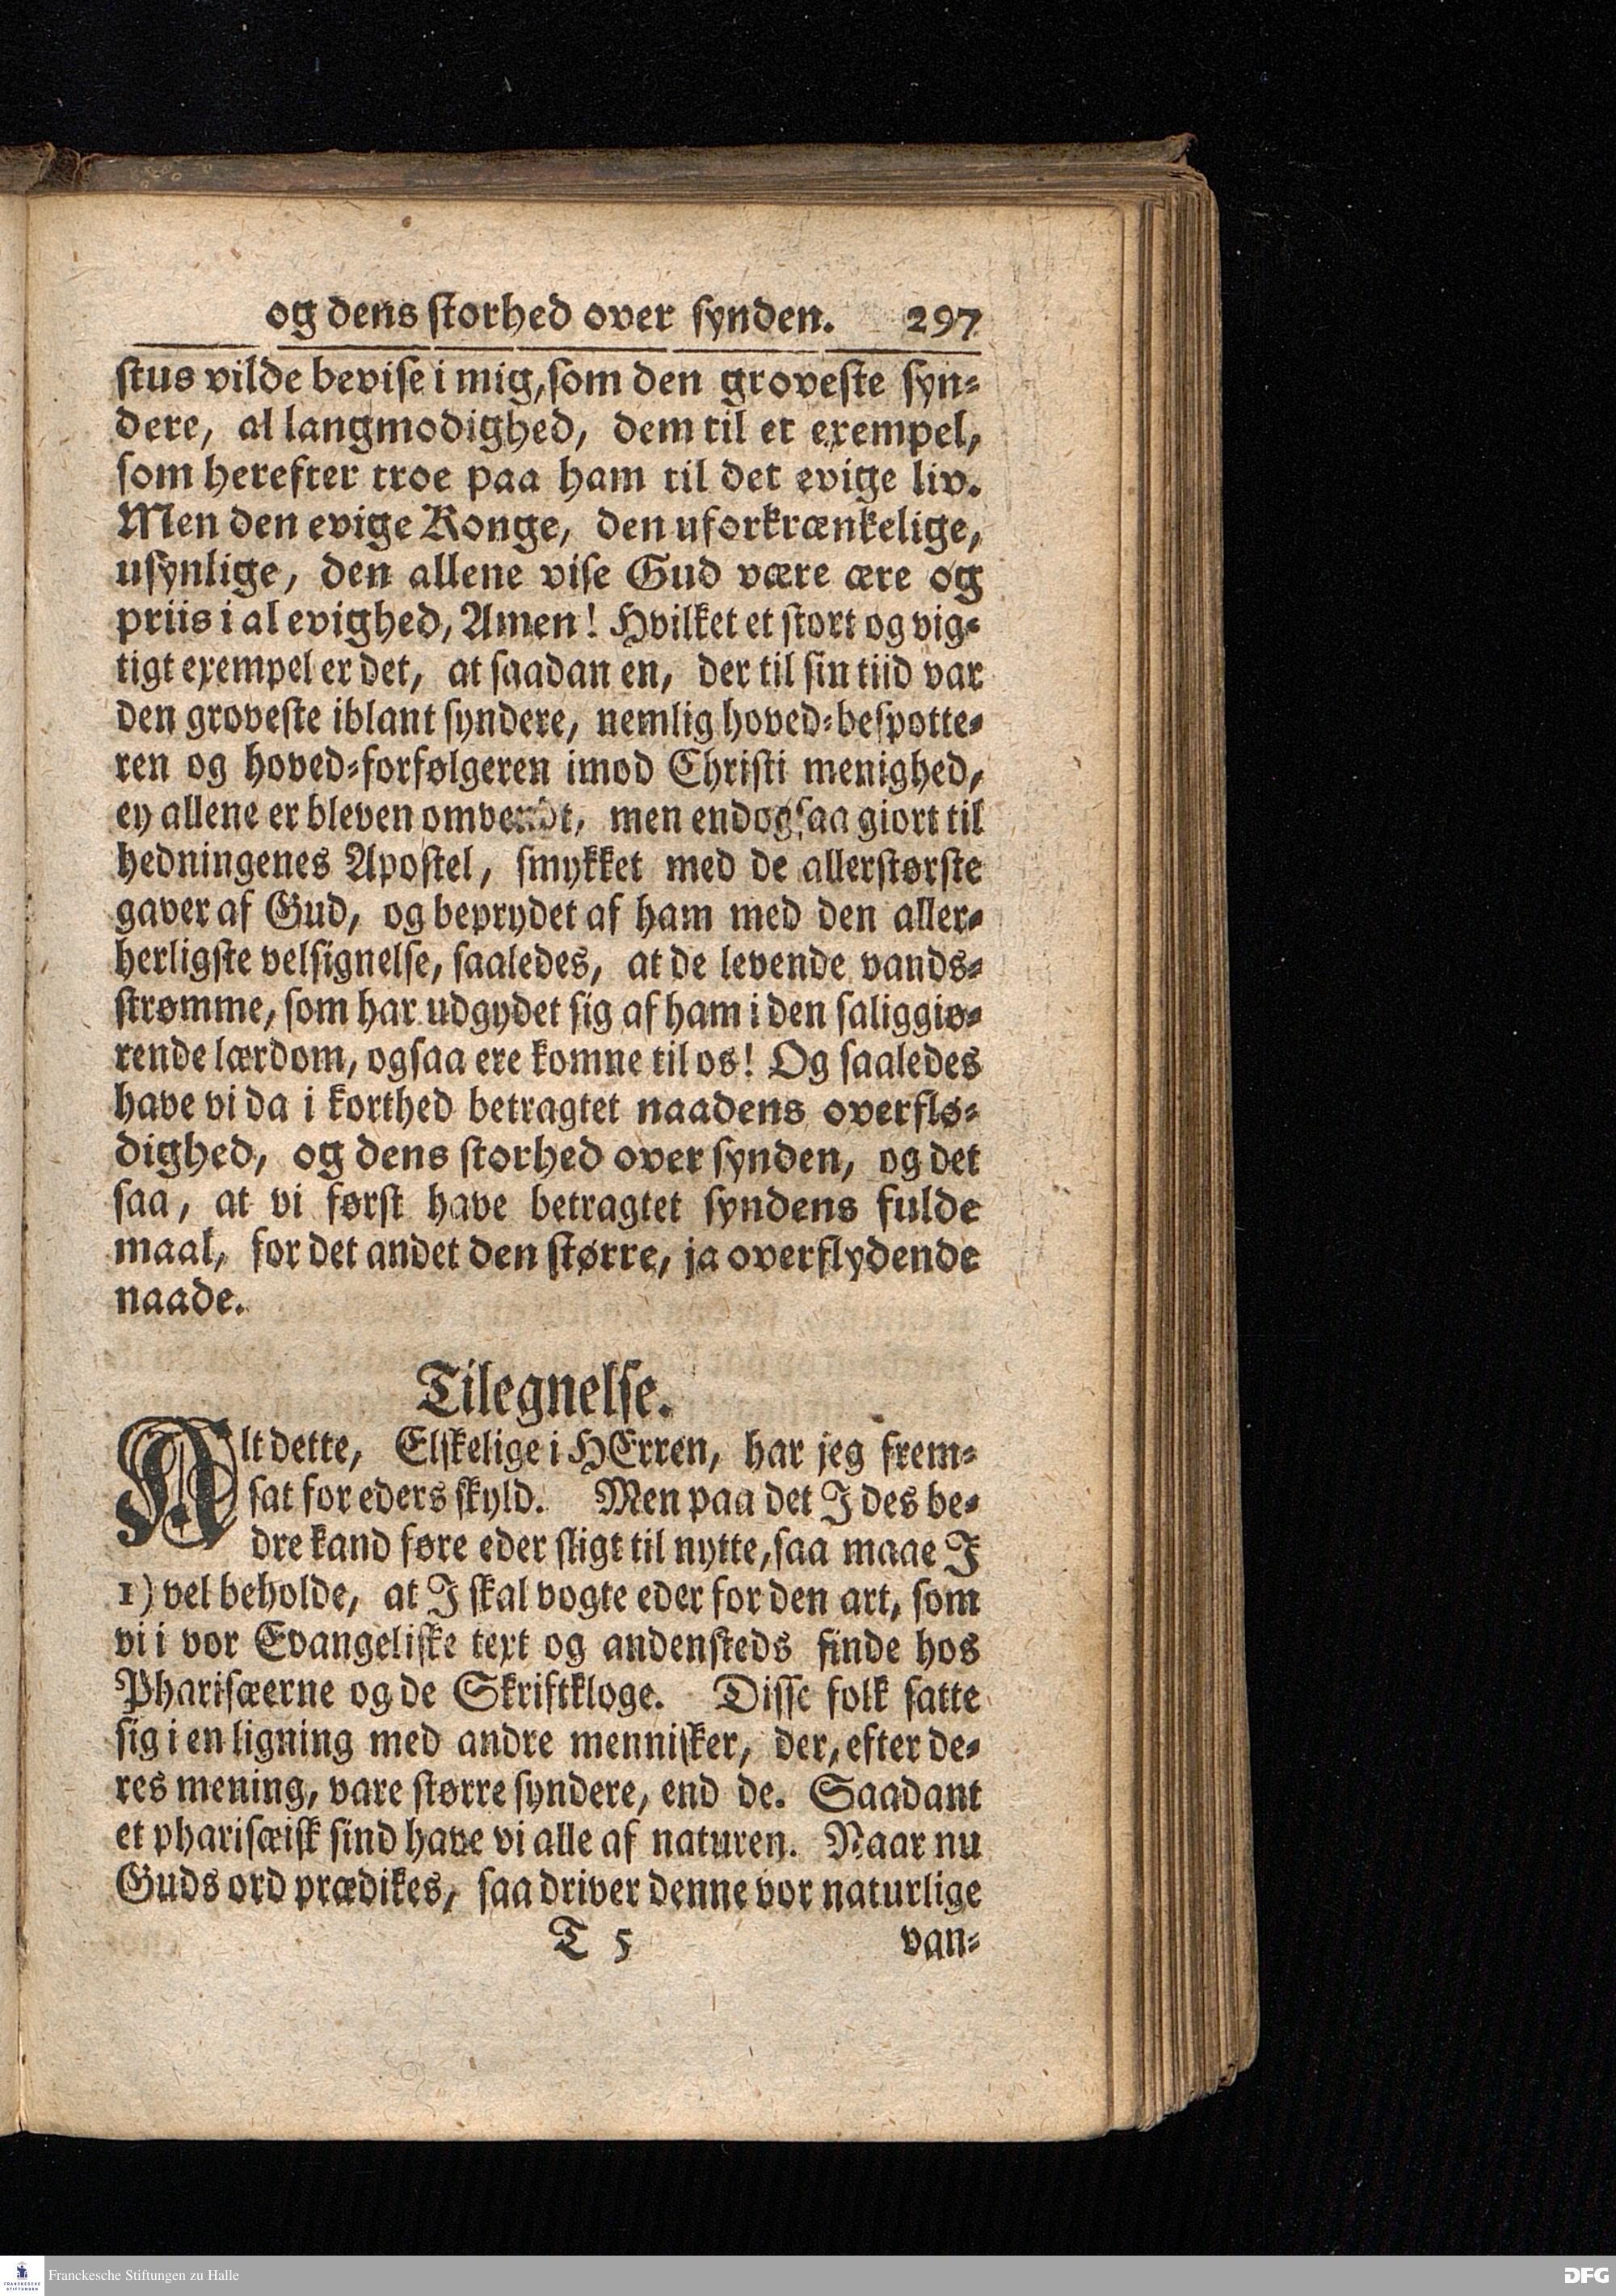 og dens storhed over synden. 297
stus vilde bevise i mig, som den groveste syn-
dere, al langmodighed, dem til et exempel,
som herefter troe paa ham til det evige liv.
Men den evige Konge, den uforkrænkelige,
usynlige, den allene vise Gud være ære og
priis i al evighed, Amen! Hvilket et stort og vig-
tigt exempel er det, at saadan en, der til sin tiid var
den groveste iblant syndere, nemlig hoved-bespotte-
ren og hoved-forfølgeren imod Christi menighed,
ey allene er bleven omvendt, men endogsaa giort til
hedningenes Apostel, smykket med de allerstørste
gaver af Gud, og beprydet af ham med den aller-
herligste velsignelse, saaledes, at de levende vands-
strømme, som har udgydet sig af ham i den saliggiø-
rende lærdom, ogsaa ere komne til os! Og saaledes
have vi da i korthed betragtet naadens overflø-
dighed, og dens storhed over synden, og det
saa, at vi først have betragtet syndens fulde
maal, for det andet den større, ja overflydende
naade.
Tilegnelse.
Alt dette, Elskelige i HErren, har jeg frem-
sat for eders skyld. Men paa det I des be-
dre kand føre eder sligt til nytte, saa maae I
1) vel beholde, at I skal vogte eder for den art, som
vi i vor Evangeliske text og andensteds finde hos
Pharisæerne og de Skriftkloge. Disse folk satte
sig i en ligning med andre mennisker, der, efter de-
res mening, vare større syndere, end de. Saadant
et pharisæisk sind have vi alle af naturen. Naar nu
Guds ord prædikes, saa driver denne vor naturlige
T 5 van-
Franckesche Stiftungen zu Halle
FRANCKESCHE STIFTUNGEN
DFG